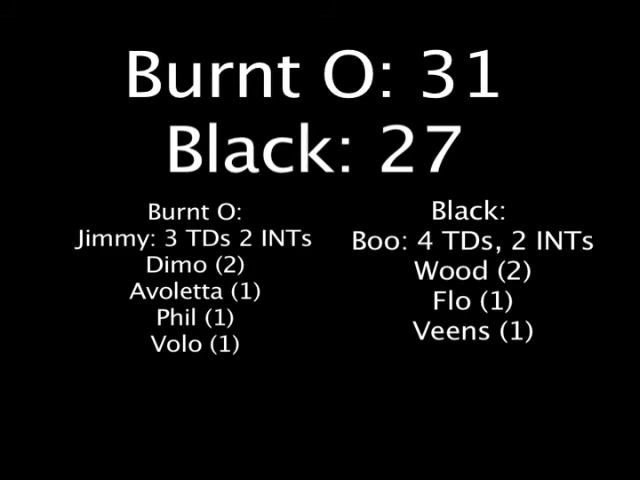 Burnt O: 31
Black: 27
Burnt O:
Jimmy: 3 TDs 2 INTs
Dimo (2)
Avoletta (1)
Phil (1)
Volo (1)
Black:
Boo: 4 TDs, 2 INTs
Wood (2)
Flo (1)
Veens (1)